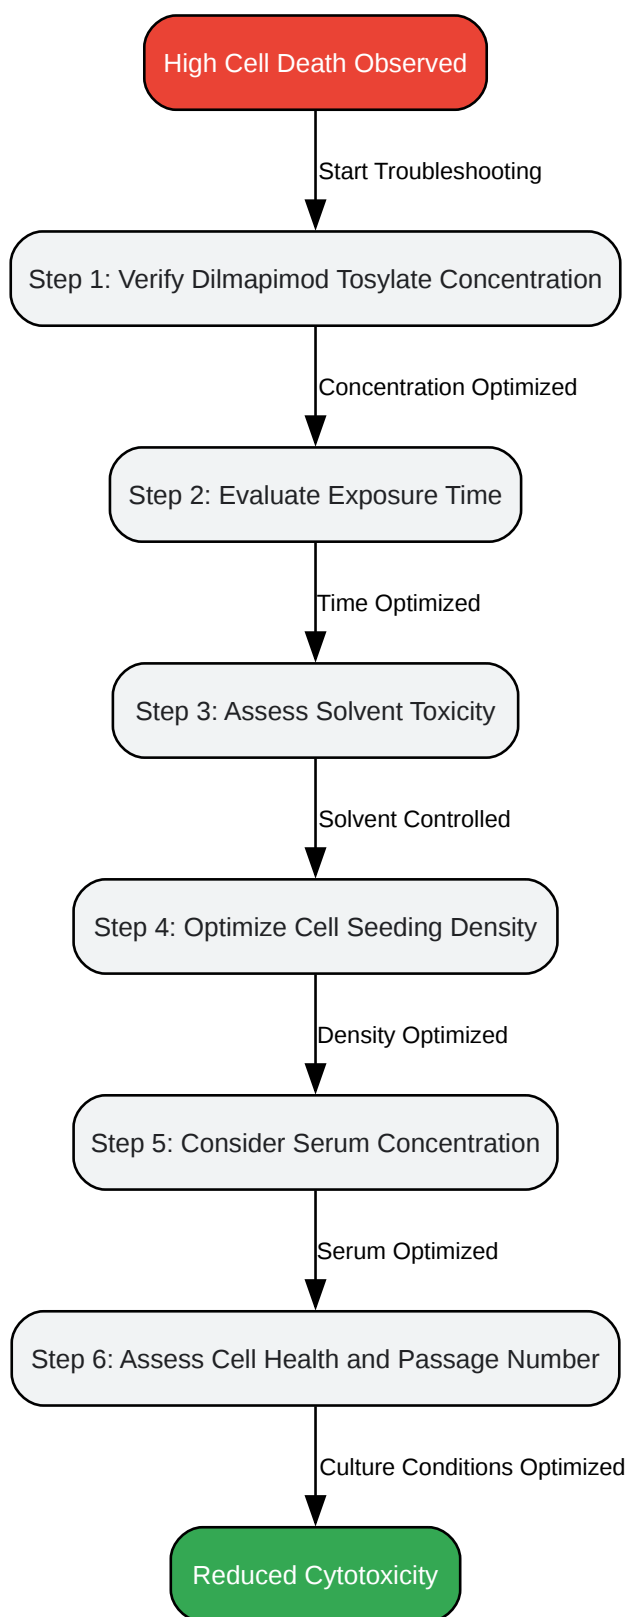 High Cell Death Observed
Start Troubleshooting
Step 1: Verify Dilmapimod Tosylate Concentration
Concentration Optimized
Step 2: Evaluate Exposure Time
Time Optimized
Step 3: Assess Solvent Toxicity
Solvent Controlled
Step 4: Optimize Cell Seeding Density
Density Optimized
Step 5: Consider Serum Concentration
Serum Optimized
Step 6: Assess Cell Health and Passage Number
Culture Conditions Optimized
Reduced Cytotoxicity